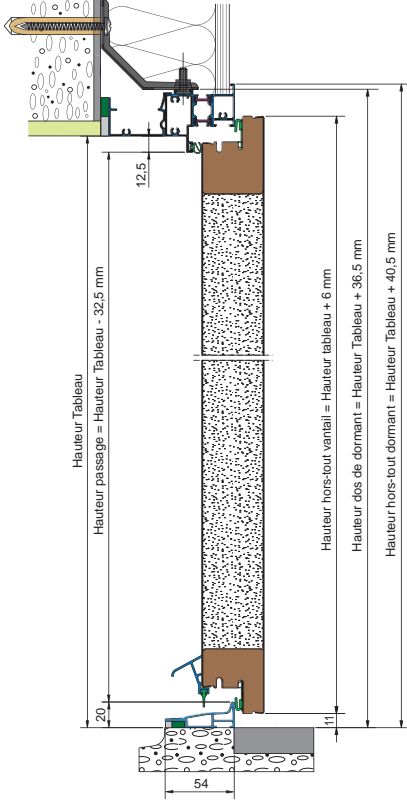 Hauteur Tableau
Hauteur passage = Hauteur Tableau - 32,5 mm
12,5
Hauteur hors-tout vantail = Hauteur tableau + 6 mm
Hauteur dos de dormant = Hauteur Tableau + 36,5 mm
Hauteur hors-tout dormant = Hauteur Tableau + 40,5 mm
20
11
54